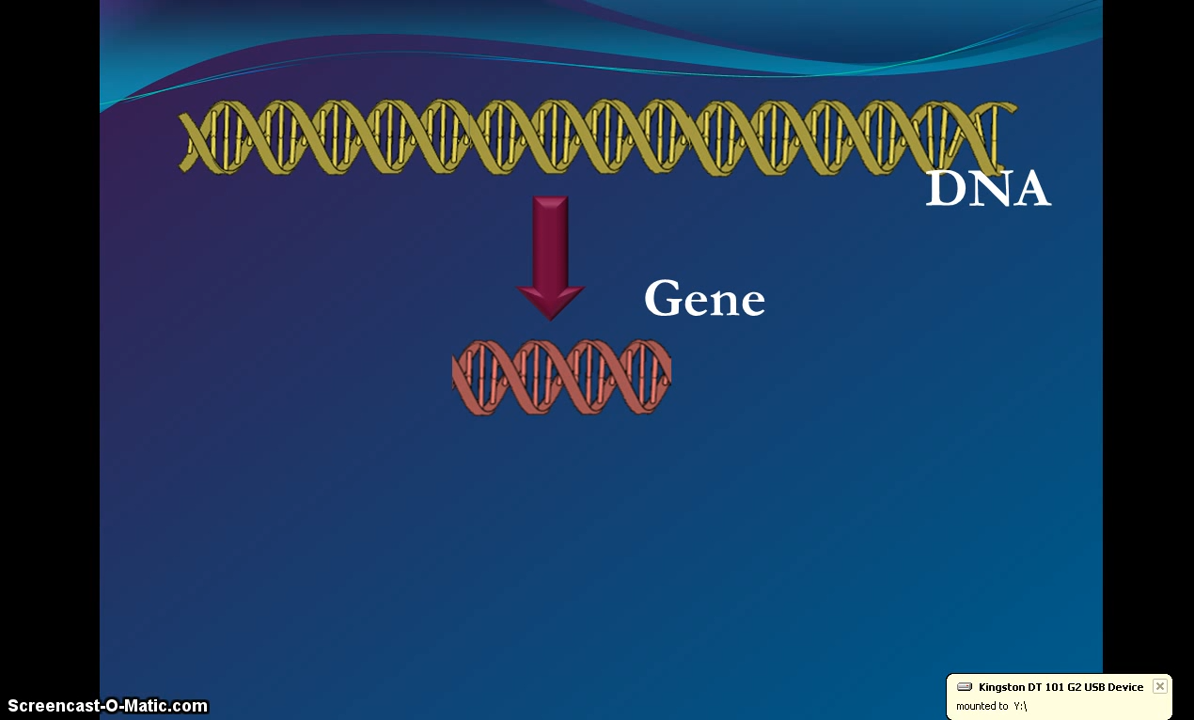 DNA
Gene
Kingston DT 101 G2 USB Device
mounted to Y:\
Screencast-O-Matic.com